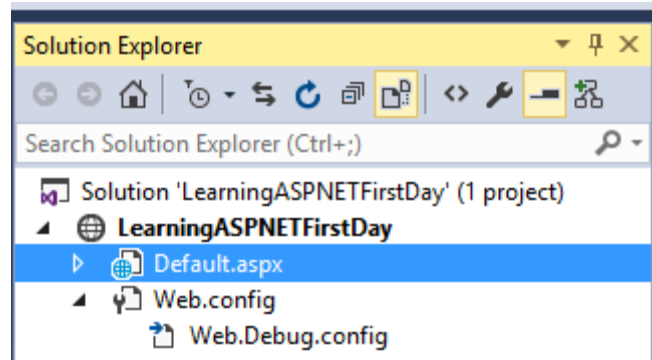 Solution Explorer
Search Solution Explorer (Ctrl+;)
Solution 'LearningASPNETFirstDay' (1 project)
LearningASPNETFirstDay
Default.aspx
Web.config
Web.Debug.config